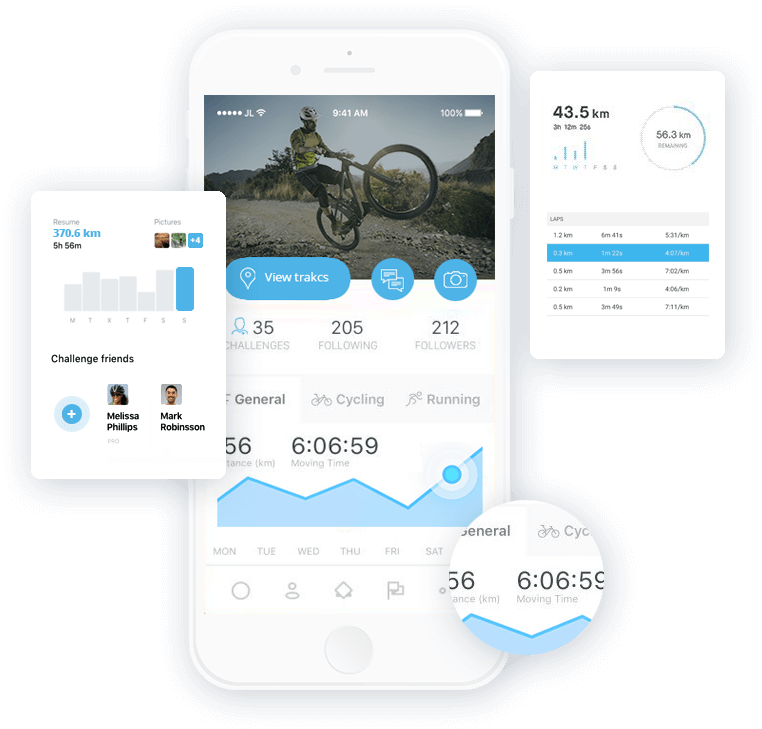 JL 9:41 AM 100%
View trakcs
35 205 212
CHALLENGES FOLLOWING FOLLOWERS
General Cycling Running
56 6:06:59
tance (km) Moving Time
MON TUE WED THU FRI SAT
Resume Pictures
370.6 km +4
5h 56m
M T X T F S S
Challenge friends
Melissa Mark
Phillips Robinsson
PRO
43.5 km
3h 12m 25s
56.3 km
REMAINING
M T W T F S S
LAPS
1.2 km 6m 41s 5:31/km
0.3 km 1m 22s 4:07/km
0.5 km 3m 56s 7:02/km
0.2 km 1m 9s 4:06/km
0.5 km 3m 49s 7:11/km
General Cyc
56 6:06:59
tance (km) Moving Time